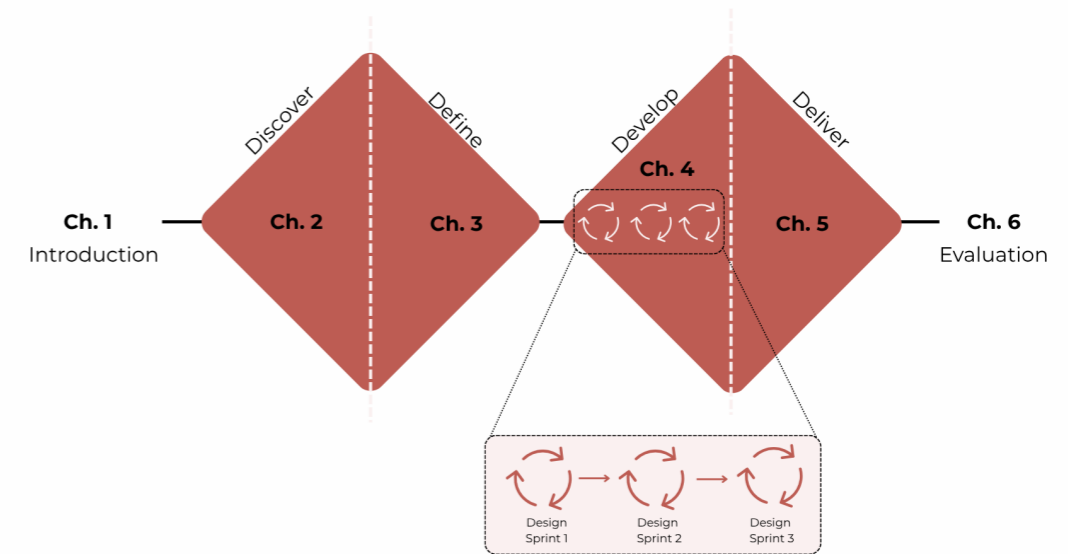 Discover
Define
Develop
Deliver
Ch. 1
Introduction
Ch. 2
Ch. 3
Ch. 4
Ch. 5
Ch. 6
Evaluation
Design
Sprint 1
Design
Sprint 2
Design
Sprint 3